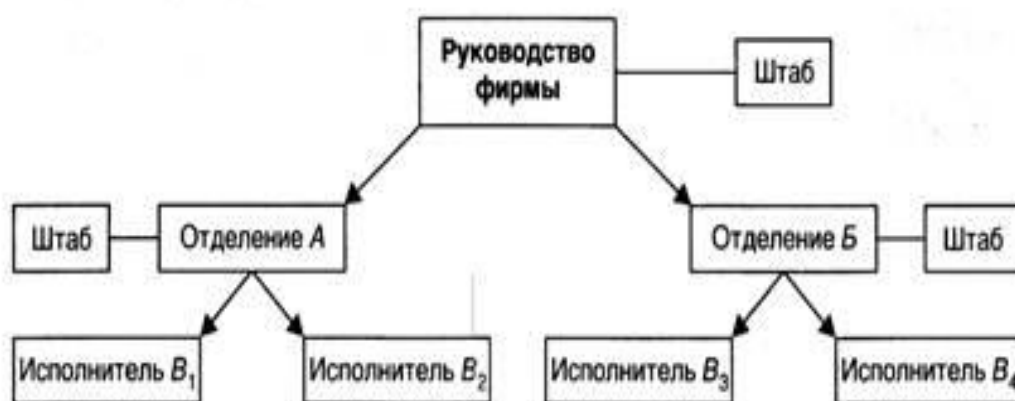 Руководство
фирмы
Штаб
Штаб
Отделение А
Отделение Б
Штаб
Исполнитель В₁
Исполнитель В₂
Исполнитель В₃
Исполнитель В₄